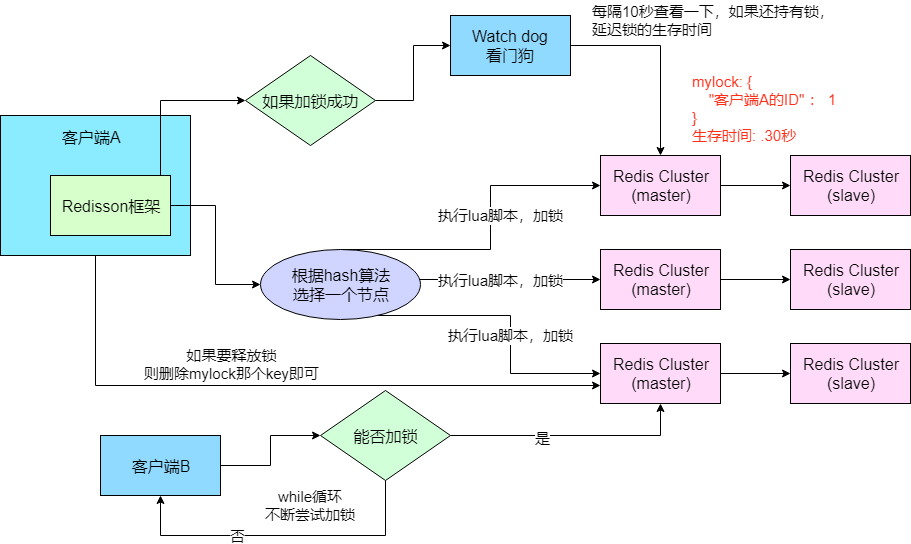 每隔10秒查看一下，如果还持有锁，
延迟锁的生存时间
Watch dog
看门狗
如果加锁成功
mylock: {
"客户端A的ID" ： 1
}
生存时间: .30秒
客户端A
Redisson框架
执行lua脚本，加锁
Redis Cluster
(master)
Redis Cluster
(slave)
根据hash算法
选择一个节点
执行lua脚本，加锁
Redis Cluster
(master)
Redis Cluster
(slave)
执行lua脚本，加锁
如果要释放锁
则删除mylock那个key即可
Redis Cluster
(master)
Redis Cluster
(slave)
能否加锁
是
客户端B
while循环
不断尝试加锁
否